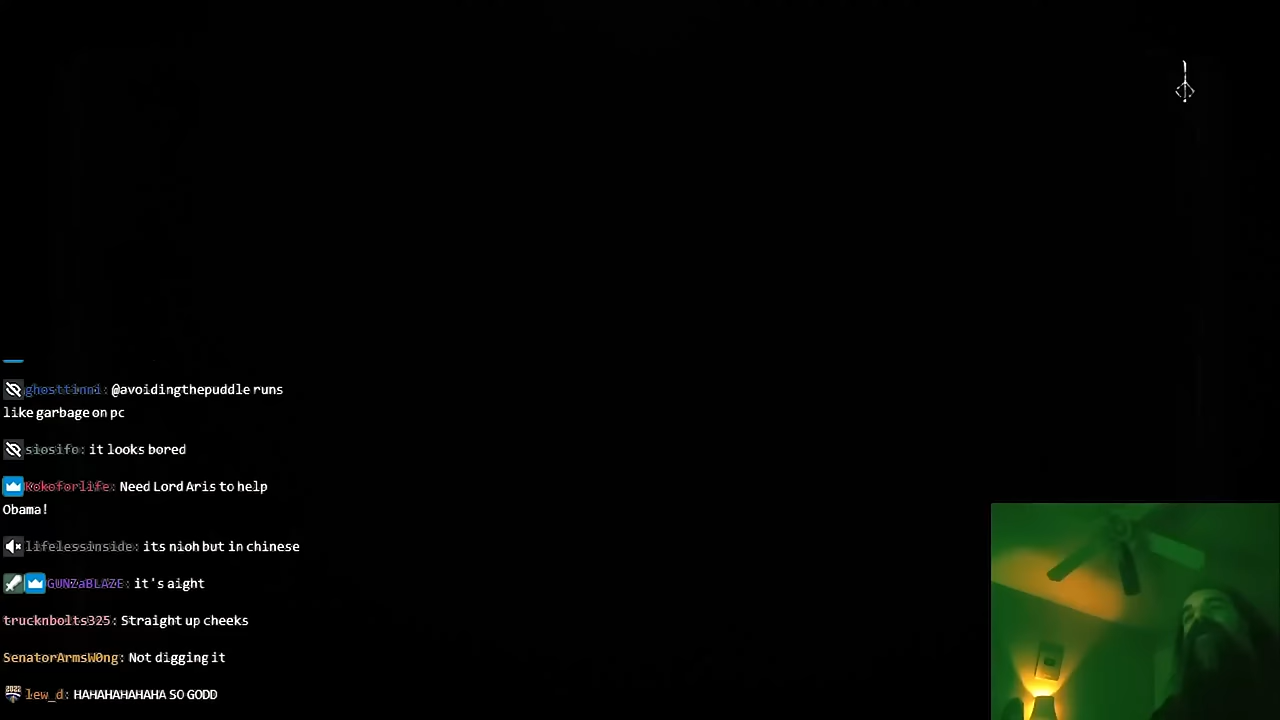 ghosttinni: @avoidingthepuddle runs
like garbage on pc
siosifo: it looks bored
Kokoforlife: Need Lord Aris to help
Obama!
lifelessinside: its nioh but in chinese
GUNZaBLAZE: it's aight
trucknbolts325: Straight up cheeks
SenatorArmsW0ng: Not digging it
2022
lew_d: HAHAHAHAHAHA SO GODD